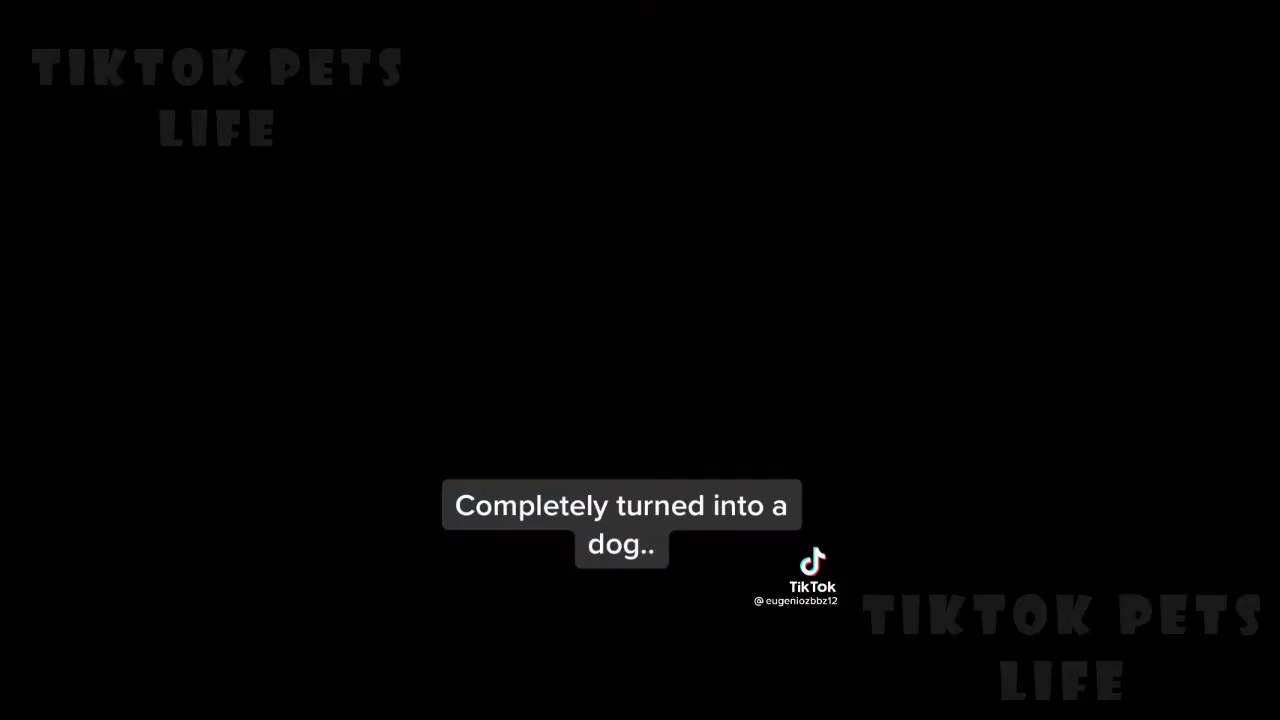 TIKTOK PETS
LIFE
Completely turned into a
dog..
TikTok
@eugeniozbbz12
TIKTOK PETS
LIFE